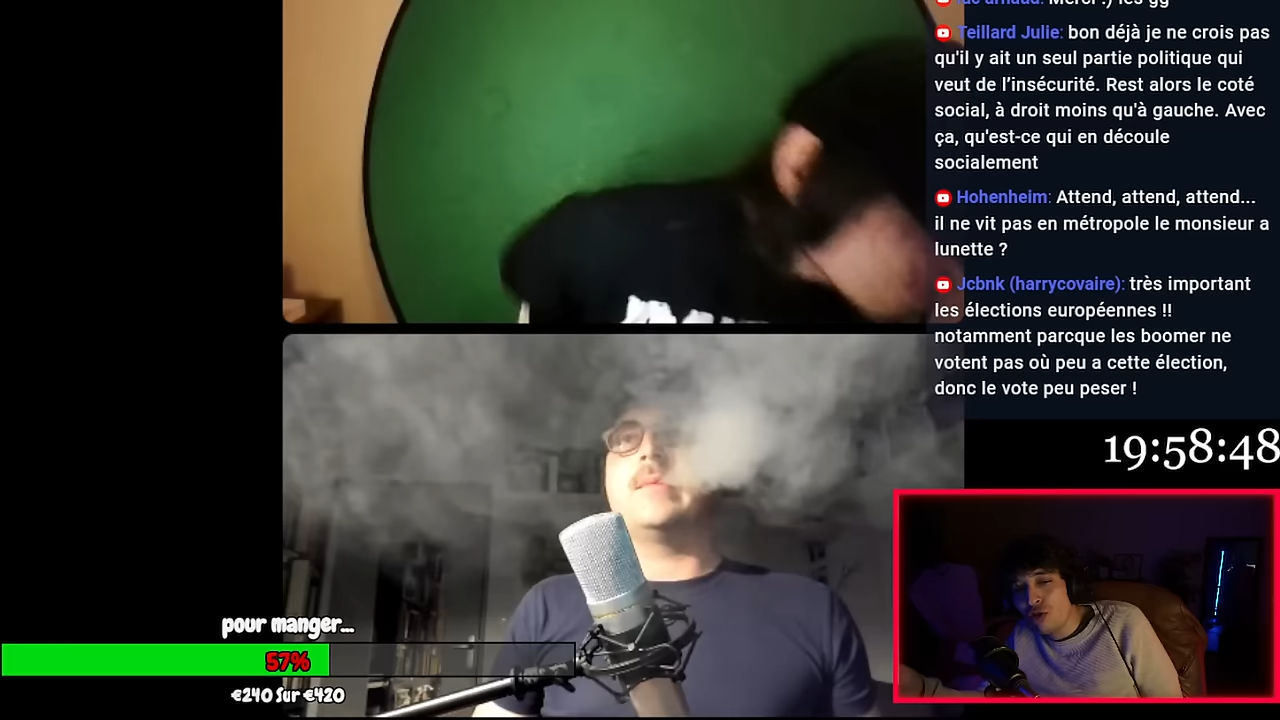 Merci :) les gg
Teillard Julie: bon déjà je ne crois pas
qu'il y ait un seul partie politique qui
veut de l'insécurité. Rest alors le coté
social, à droit moins qu'à gauche. Avec
ça, qu'est-ce qui en découle
socialement
Hohenheim: Attend, attend, attend...
il ne vit pas en métropole le monsieur a
lunette ?
Jcbnk (harrycovaire): très important
les élections européennes !!
notamment parcque les boomer ne
votent pas où peu a cette élection,
donc le vote peu peser !
19:58:48
pour manger...
57%
€240 Sur €420